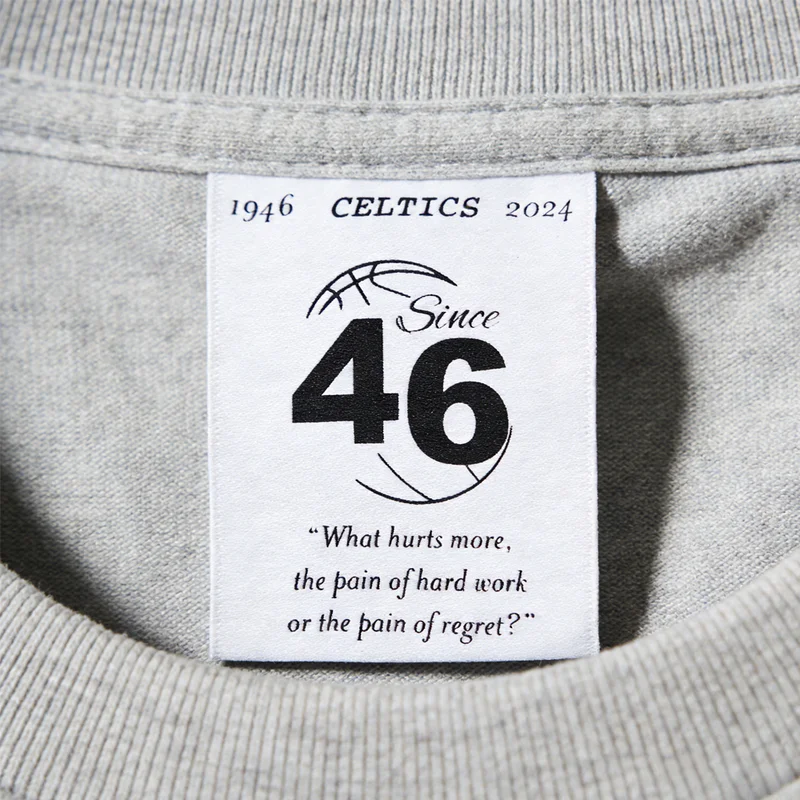 1946 CELTICS 2024
Since
46
“What hurts more,
the pain of hard work
or the pain of regret?”